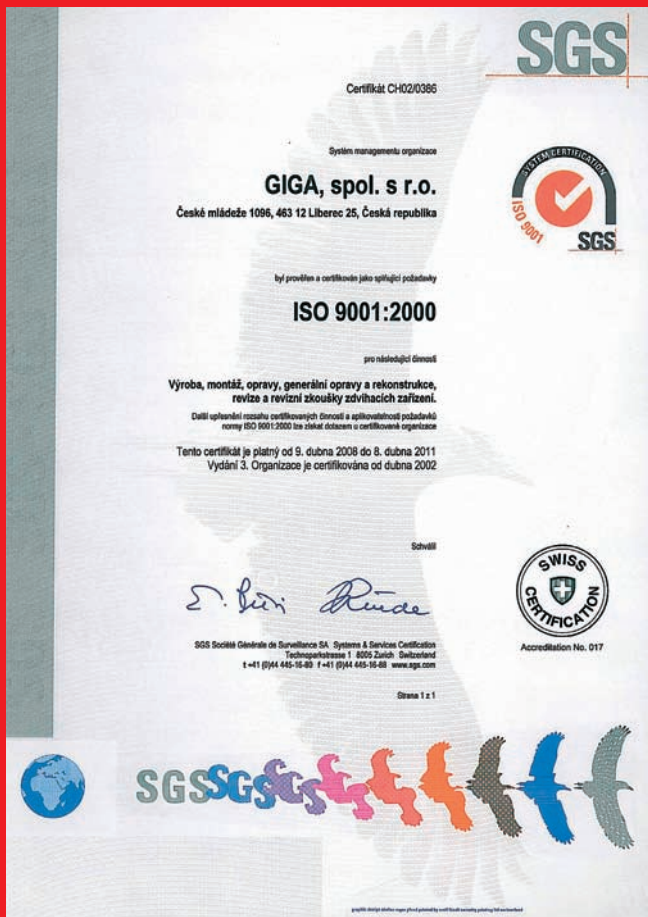 SGS
Certifikát CH02/0386
Systém managementu organizace
GIGA, spol. s r.o.
České mládeže 1096, 463 12 Liberec 25, Česká republika
SYSTEM CERTIFICATION
ISO 9001
SGS
byl prověřen a certifikován jako splňující požadavky
ISO 9001:2000
pro následující činnosti
Výroba, montáž, opravy, generální opravy a rekonstrukce,
revize a revizní zkoušky zdvihacích zařízení.
Další upřesnění rozsahu certifikovaných činností a aplikovatelnosti požadavků
normy ISO 9001:2000 lze získat dotazem u certifikované organizace
Tento certifikát je platný od 9. dubna 2008 do 8. dubna 2011
Vydání 3. Organizace je certifikována od dubna 2002
Schválil
SWISS
CERTIFICATION
Accreditation No. 017
SGS Société Générale de Surveillance SA Systems & Services Certification
Technoparkstrasse 1 8005 Zurich Switzerland
t +41 (0)44 445-16-80 f +41 (0)44 445-16-88 www.sgs.com
Strana 1 z 1
SGSSGSSGS